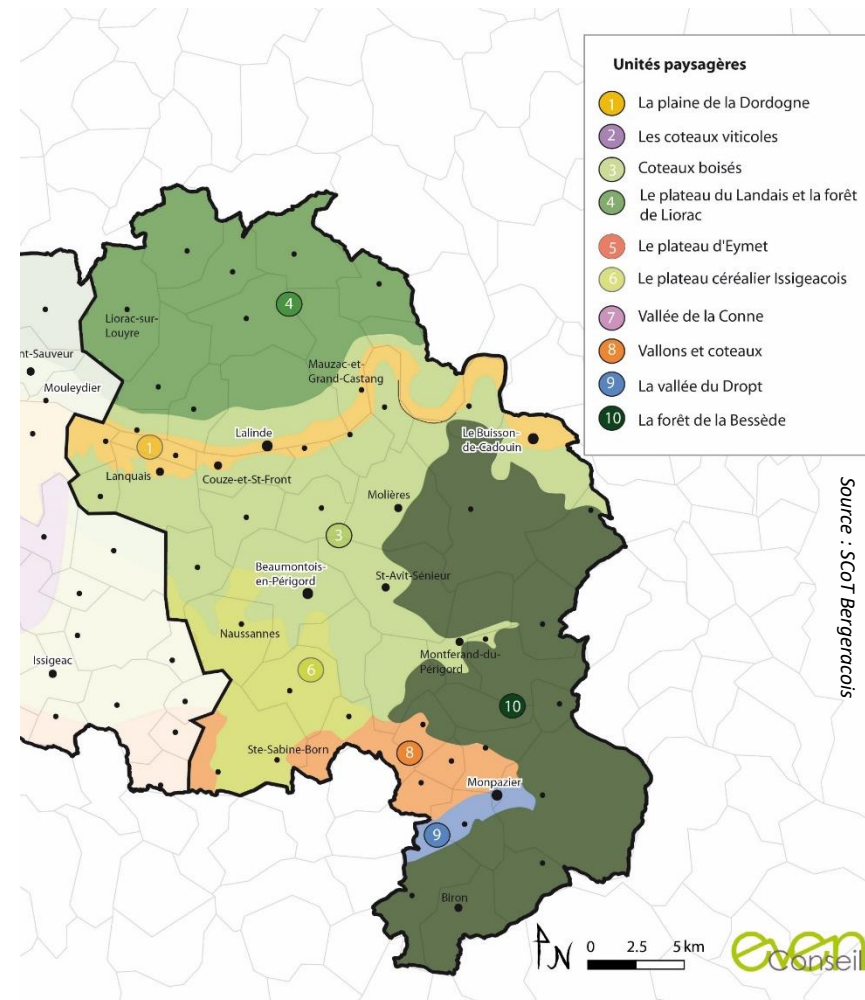 Unités paysagères
1 La plaine de la Dordogne
2 Les coteaux viticoles
3 Coteaux boisés
4 Le plateau du Landais et la forêt
de Liorac
5 Le plateau d'Eymet
6 Le plateau céréalier Issigeacois
7 Vallée de la Conne
8 Vallons et coteaux
9 La vallée du Dropt
10 La forêt de la Bessède
4
Liorac-sur-
Louyre
nt-Sauveur
Mouleydier
Mauzac-et-
Grand-Castang
1
Lalinde
Le Buisson-
de-Cadouin
Lanquais
Couze-et-St-Front
Molières
3
Beaumontois-
en-Périgord
St-Avit-Sénieur
Naussannes
Issigeac
6
Montferand-du-
Périgord
10
Ste-Sabine-Born
8
Monpazier
9
Biron
N
0 2.5 5 km
even
Conseil
Source : SCoT Bergeracois